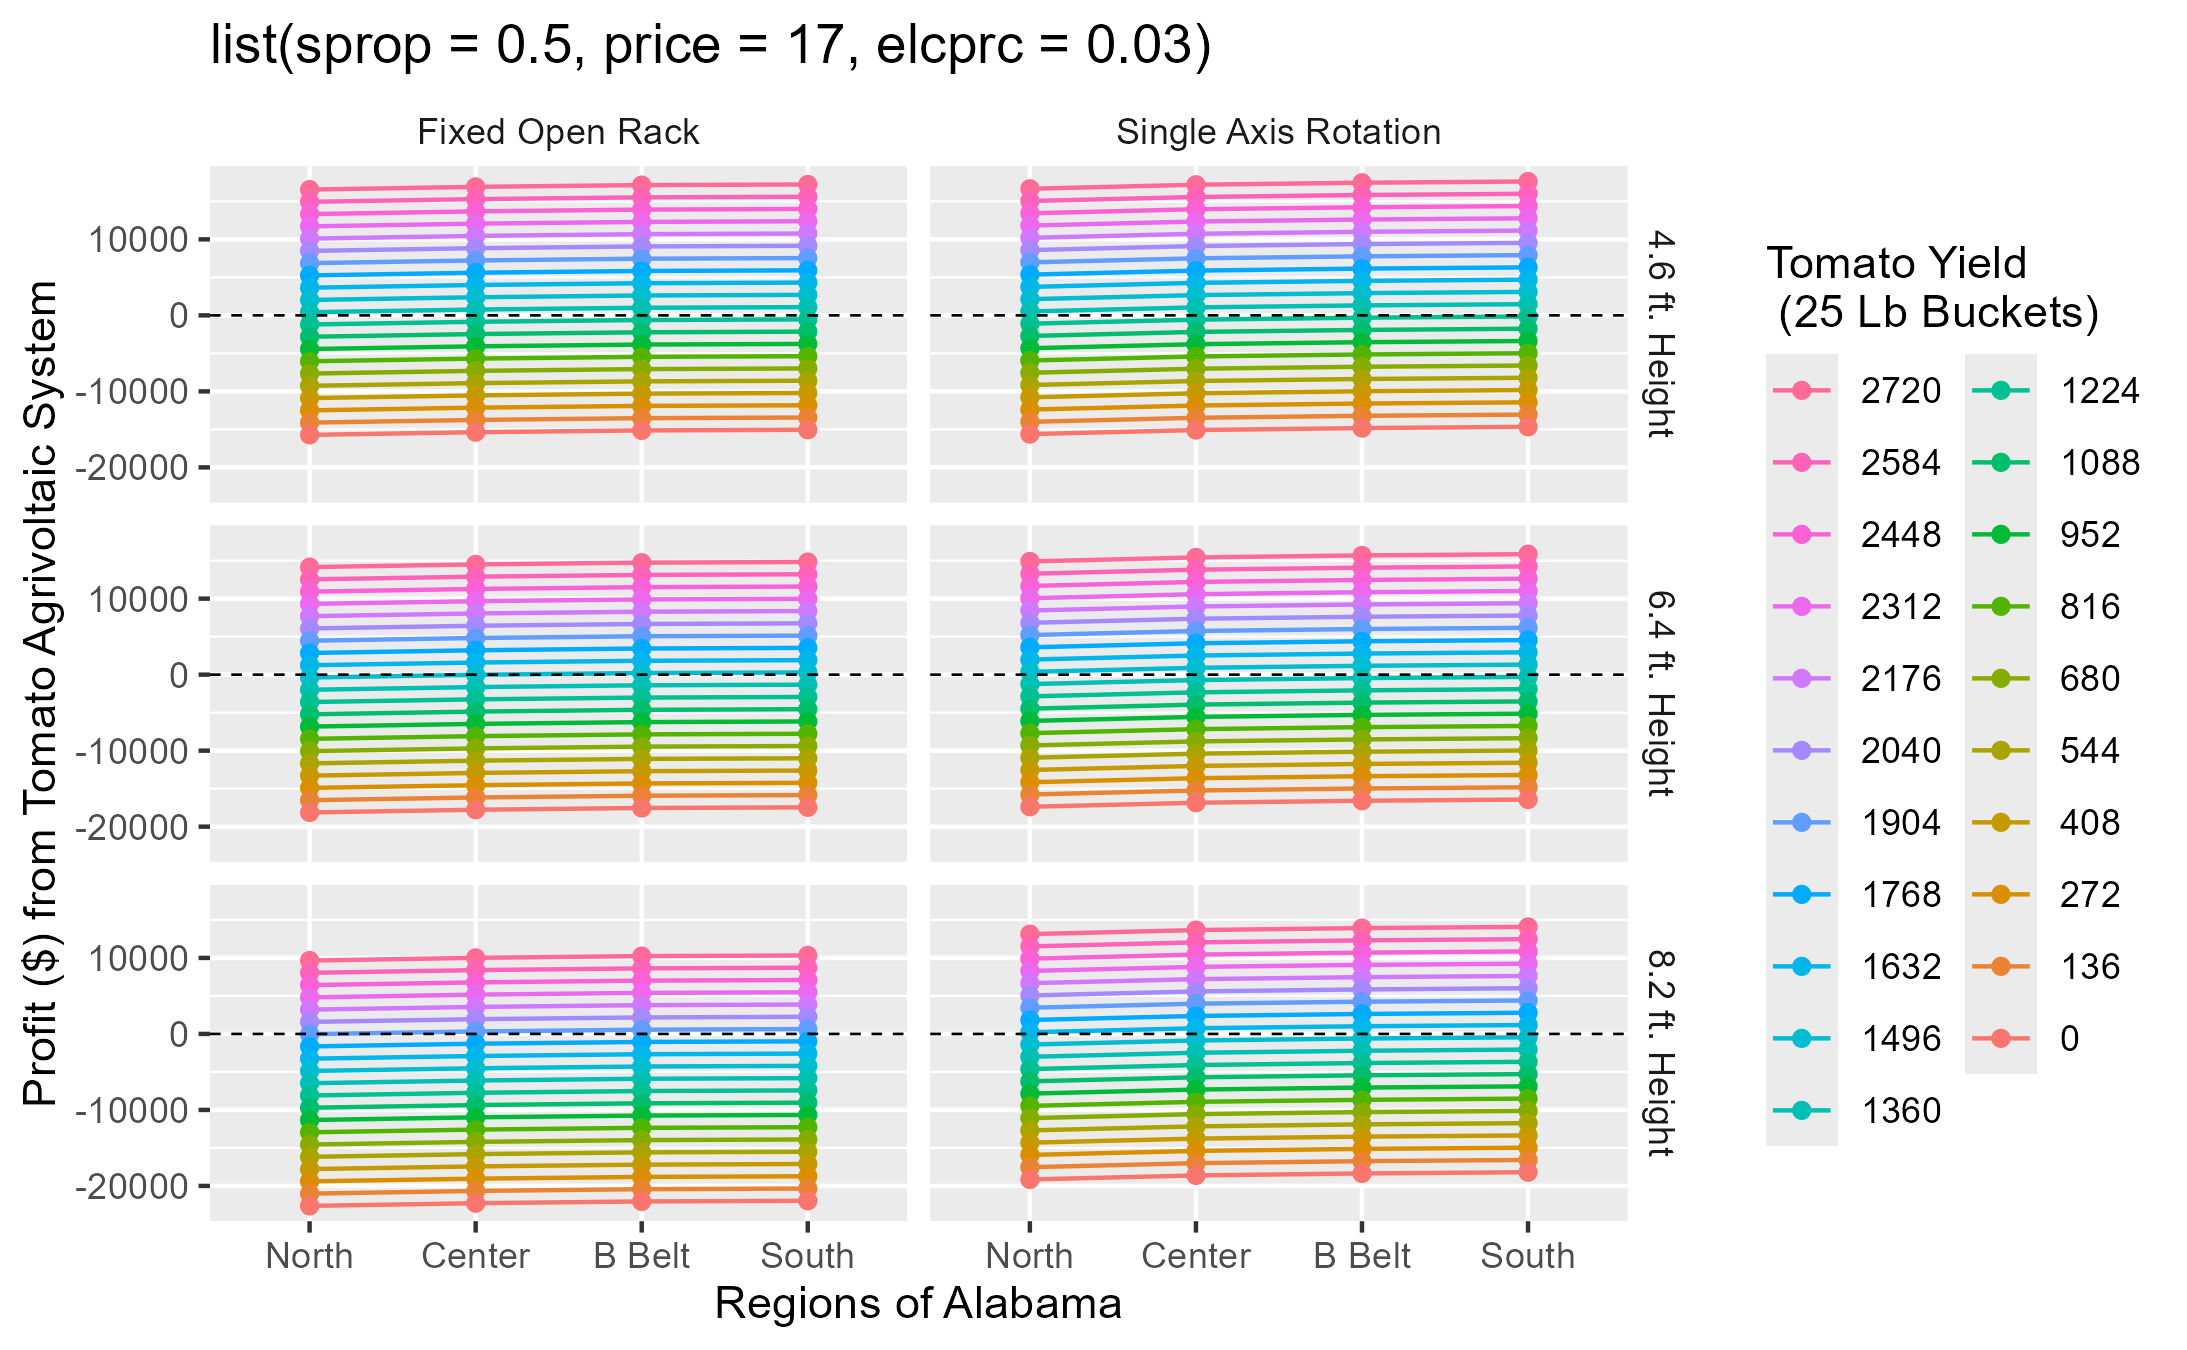 list(sprop = 0.5, price = 17, elcprc = 0.03)
Fixed Open Rack
Single Axis Rotation
Profit ($) from Tomato Agrivoltaic System
10000
0
-10000
-20000
4.6 ft. Height
10000
0
-10000
-20000
6.4 ft. Height
10000
0
-10000
-20000
8.2 ft. Height
North Center B Belt South
North Center B Belt South
Regions of Alabama
Tomato Yield
(25 Lb Buckets)
2720
2584
2448
2312
2176
2040
1904
1768
1632
1496
1360
1224
1088
952
816
680
544
408
272
136
0